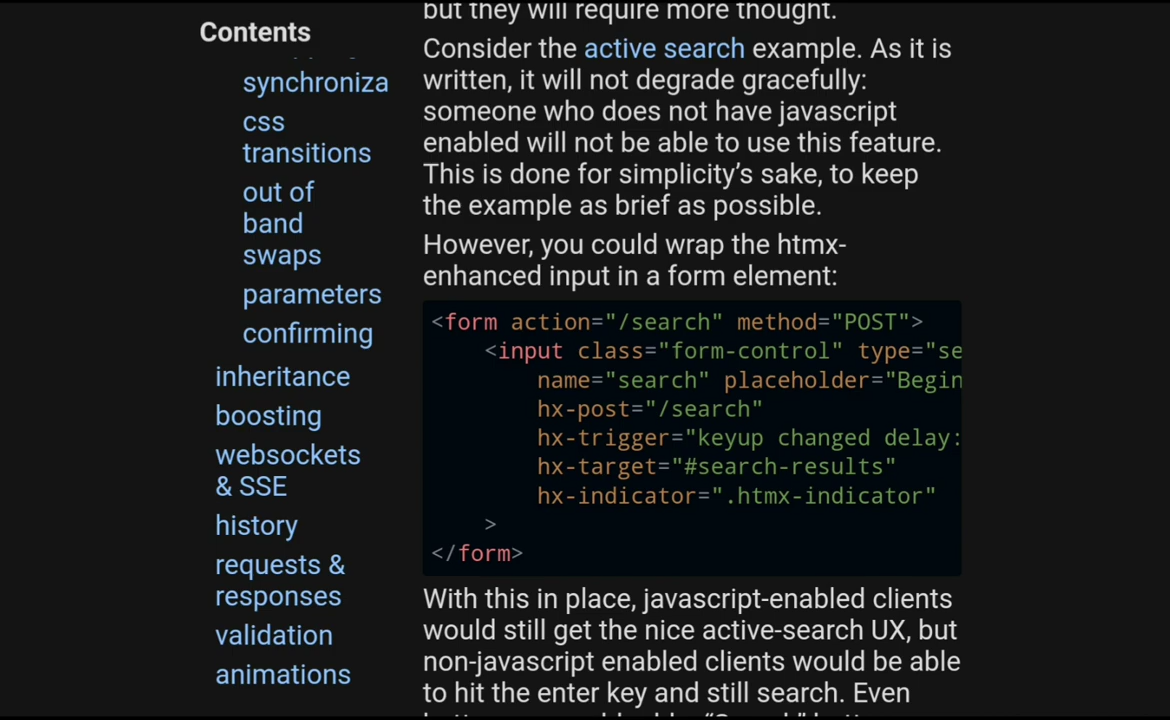 Contents
synchroniza
css
transitions
out of
band
swaps
parameters
confirming
inheritance
boosting
websockets
& SSE
history
requests &
responses
validation
animations
but they will require more thought.
Consider the active search example. As it is
written, it will not degrade gracefully:
someone who does not have javascript
enabled will not be able to use this feature.
This is done for simplicity’s sake, to keep
the example as brief as possible.
However, you could wrap the htmx-
enhanced input in a form element:
<form action="/search" method="POST">
    <input class="form-control" type="se
        name="search" placeholder="Begin
        hx-post="/search"
        hx-trigger="keyup changed delay:
        hx-target="#search-results"
        hx-indicator=".htmx-indicator"
    >
</form>
With this in place, javascript-enabled clients
would still get the nice active-search UX, but
non-javascript enabled clients would be able
to hit the enter key and still search. Even